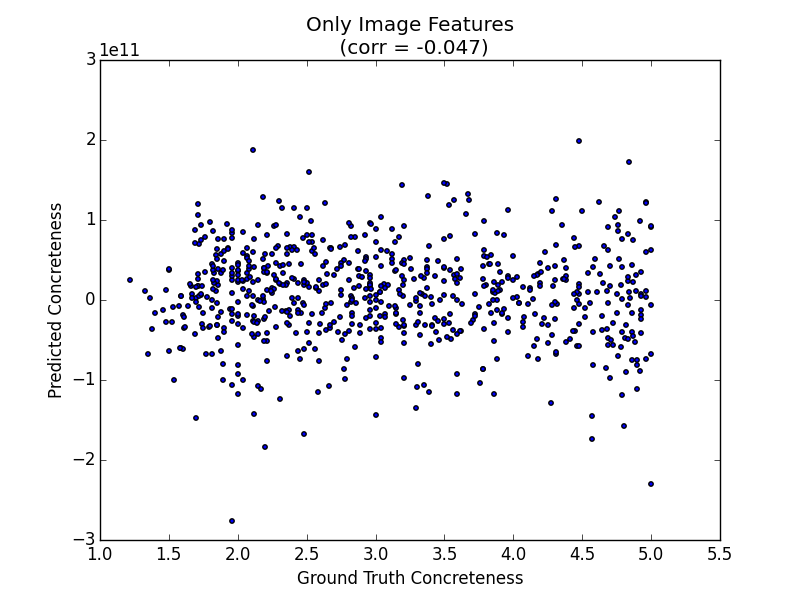 Only Image Features
(corr = -0.047)
1e11
3
2
1
0
−1
−2
−3
Predicted Concreteness
1.0 1.5 2.0 2.5 3.0 3.5 4.0 4.5 5.0 5.5
Ground Truth Concreteness